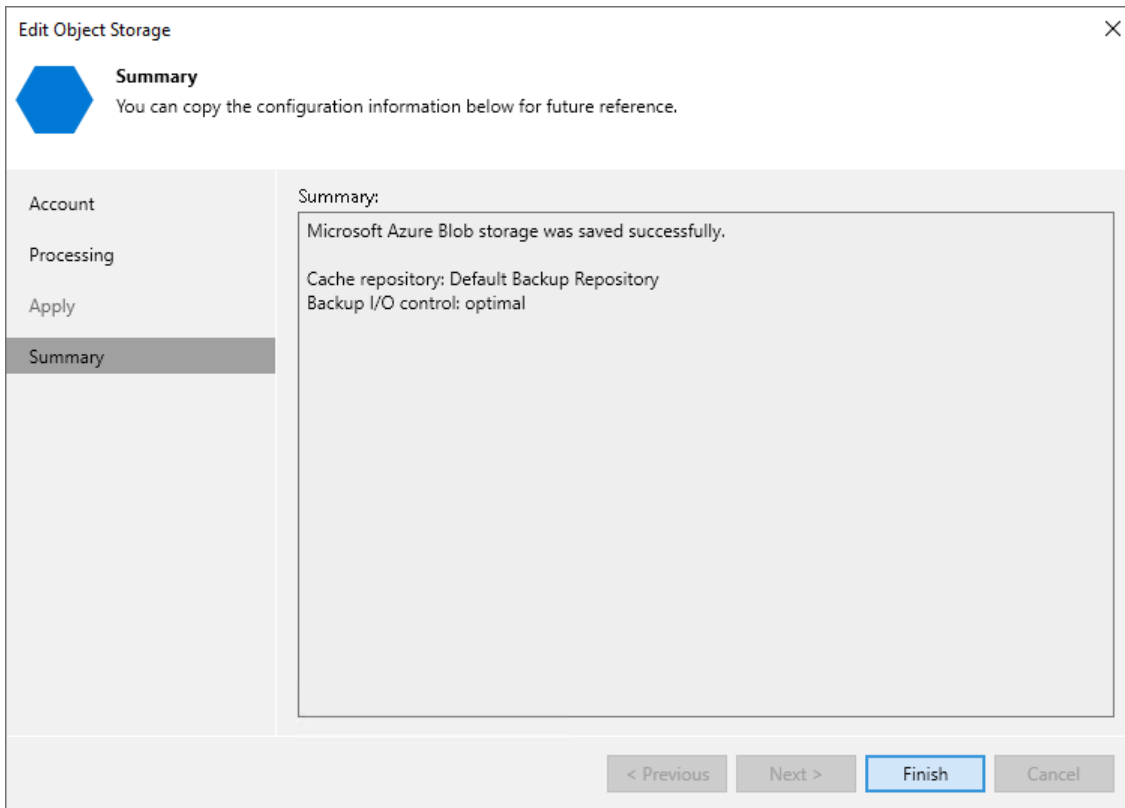 Edit Object Storage
Summary
You can copy the configuration information below for future reference.
Account
Processing
Apply
Summary
Summary:
Microsoft Azure Blob storage was saved successfully.
Cache repository: Default Backup Repository
Backup I/O control: optimal
< Previous
Next >
Finish
Cancel